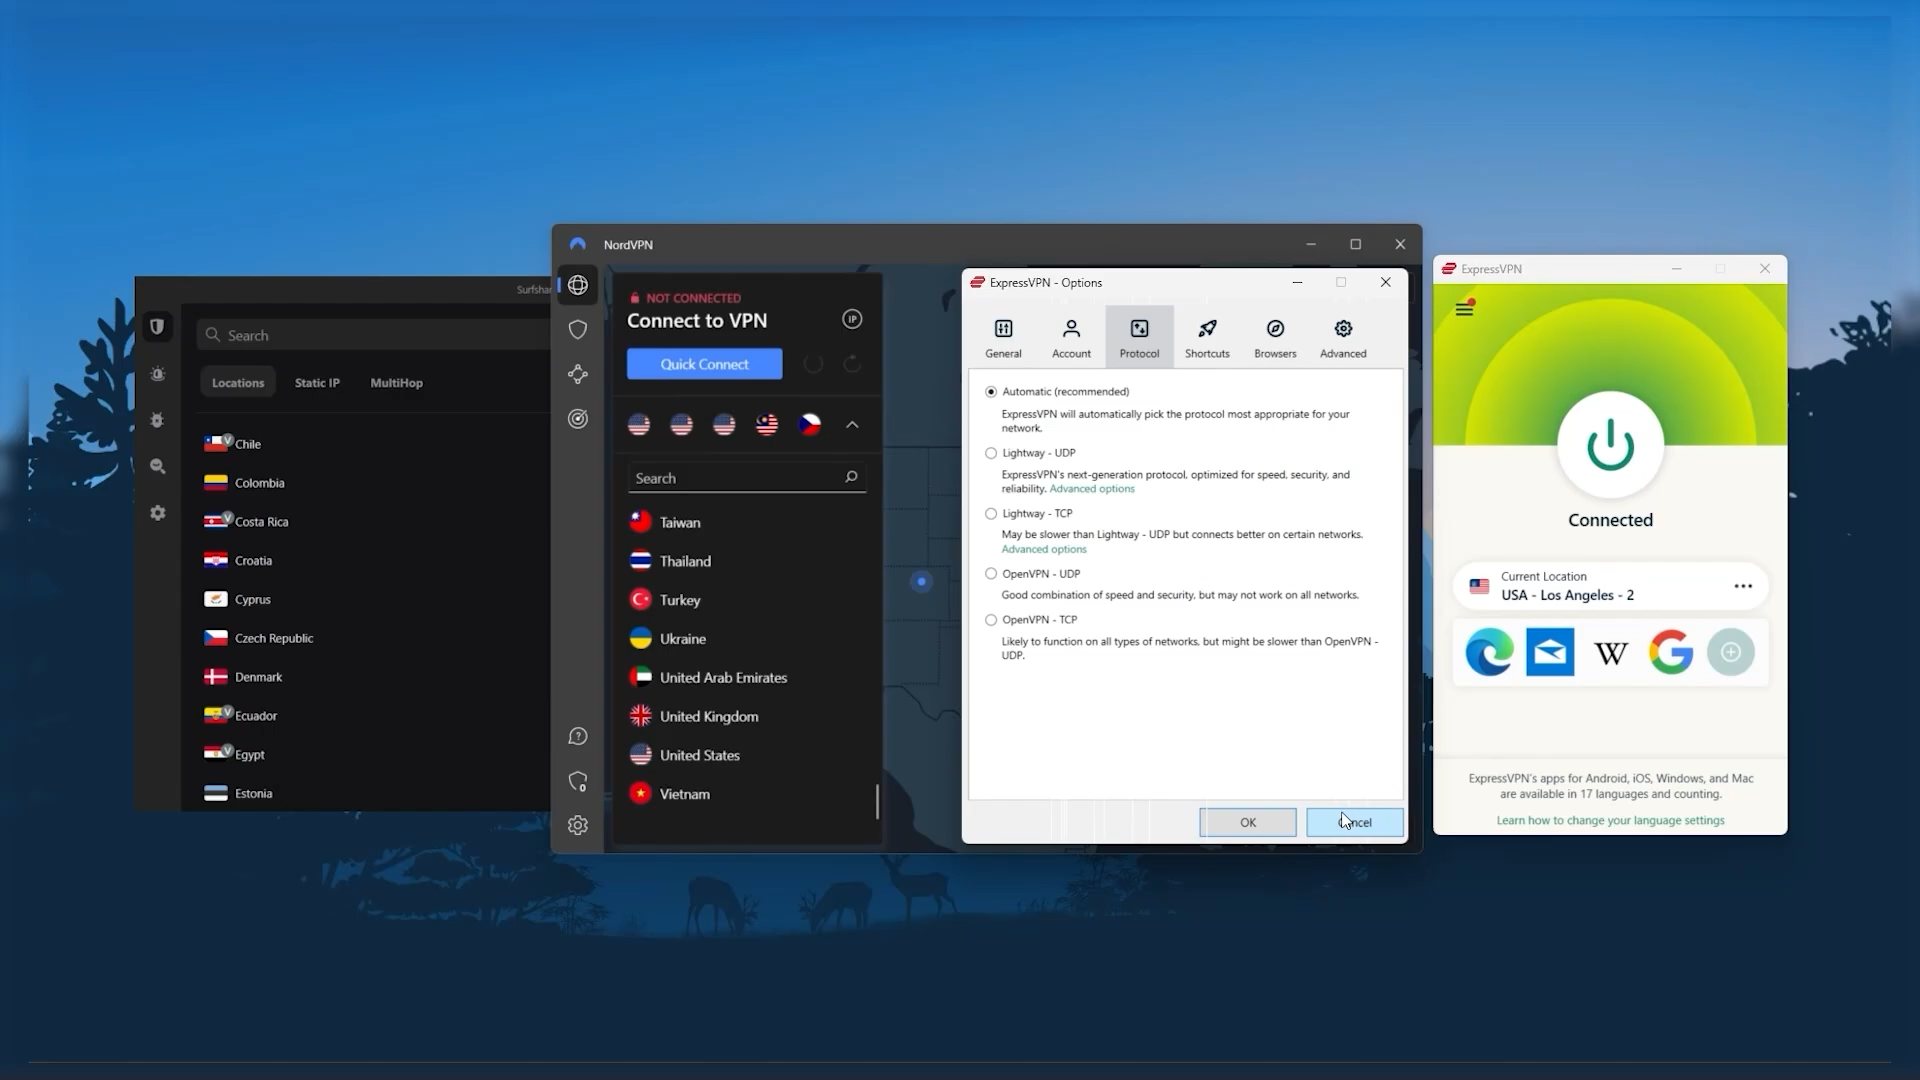 Search
Locations
Static IP
MultiHop
Chile
Colombia
Costa Rica
Croatia
Cyprus
Czech Republic
Denmark
Ecuador
Egypt
Estonia
NordVPN
NOT CONNECTED
Connect to VPN
IP
Quick Connect
Search
Taiwan
Thailand
Turkey
Ukraine
United Arab Emirates
United Kingdom
United States
Vietnam
ExpressVPN - Options
General
Account
Protocol
Shortcuts
Browsers
Advanced
Automatic (recommended)
ExpressVPN will automatically pick the protocol most appropriate for your
network.
Lightway - UDP
ExpressVPN's next-generation protocol, optimized for speed, security, and
reliability. Advanced options
Lightway - TCP
May be slower than Lightway - UDP but connects better on certain networks.
Advanced options
OpenVPN - UDP
Good combination of speed and security, but may not work on all networks.
OpenVPN - TCP
Likely to function on all types of networks, but might be slower than OpenVPN -
UDP.
OK
ExpressVPN
Connected
Current Location
USA - Los Angeles - 2
W
ExpressVPN's apps for Android, iOS, Windows, and Mac
are available in 17 languages and counting.
Learn how to change your language settings